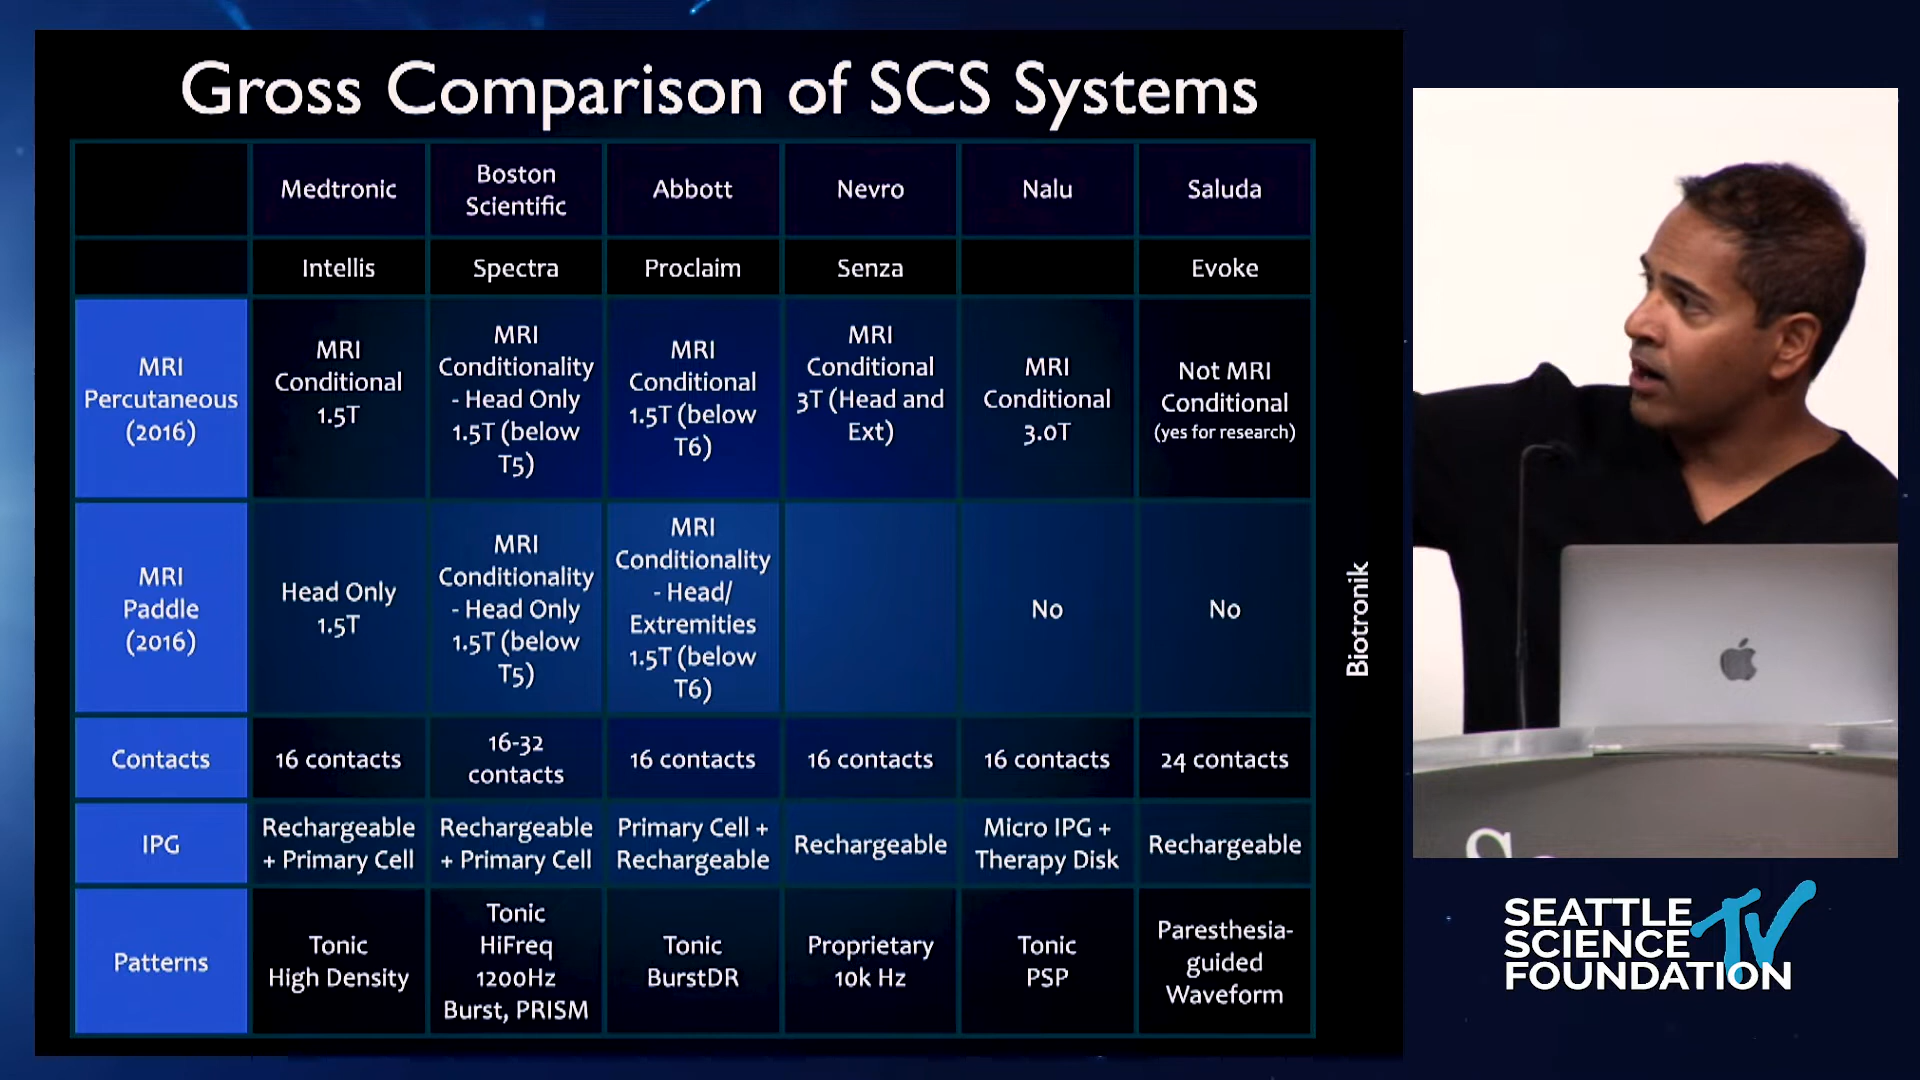 Gross Comparison of SCS Systems
Medtronic
Boston
Scientific
Abbott
Nevro
Nalu
Saluda
Intellis
Spectra
Proclaim
Senza
Evoke
MRI
Percutaneous
(2016)
MRI
Conditional
1.5T
MRI
Conditionality
- Head Only
1.5T (below
T5)
MRI
Conditional
1.5T (below
T6)
MRI
Conditional
3T (Head and
Ext)
MRI
Conditional
3.0T
Not MRI
Conditional
(yes for research)
MRI
Paddle
(2016)
Head Only
1.5T
MRI
Conditionality
- Head Only
1.5T (below
T5)
MRI
Conditionality
- Head/
Extremities
1.5T (below
T6)
No
No
Contacts
16 contacts
16-32
contacts
16 contacts
16 contacts
16 contacts
24 contacts
IPG
Rechargeable
+ Primary Cell
Rechargeable
+ Primary Cell
Primary Cell +
Rechargeable
Rechargeable
Micro IPG +
Therapy Disk
Rechargeable
Patterns
Tonic
High Density
Tonic
HiFreq
1200Hz
Burst, PRISM
Tonic
BurstDR
Proprietary
10k Hz
Tonic
PSP
Paresthesia-
guided
Waveform
Biotronik
SEATTLE
SCIENCE
FOUNDATION
TV